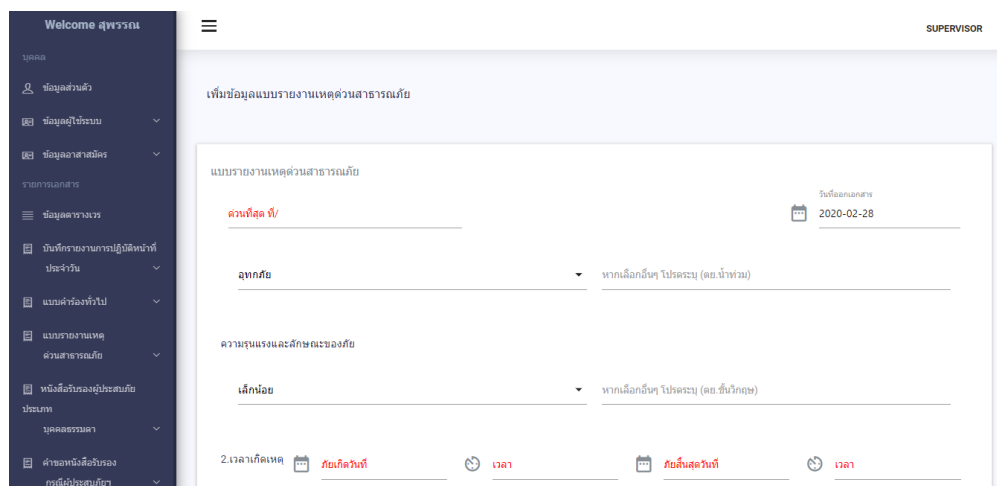 Welcome สุพรรณ
SUPERVISOR
บุคคล
ข้อมูลส่วนตัว
ข้อมูลผู้ใช้ระบบ
ข้อมูลอาสาสมัคร
รายการเอกสาร
ข้อมูลตารางเวร
บันทึกรายงานการปฏิบัติหน้าที่
ประจำวัน
แบบคำร้องทั่วไป
แบบรายงานเหตุ
ด่วนสาธารณภัย
หนังสือรับรองผู้ประสบภัย
ประเภท
บุคคลธรรมดา
คำขอหนังสือรับรอง
กรณีผู้ประสบภัยฯ
เพิ่มข้อมูลแบบรายงานเหตุด่วนสาธารณภัย
แบบรายงานเหตุด่วนสาธารณภัย
วันที่ออกเอกสาร
ด่วนที่สุด ที่/
2020-02-28
อุทกภัย
หากเลือกอื่นๆ โปรดระบุ (ตย.น้ำท่วม)
ความรุนแรงและลักษณะของภัย
เล็กน้อย
หากเลือกอื่นๆ โปรดระบุ (ตย.ขั้นวิกฤษ)
2.เวลาเกิดเหตุ ภัยเกิดวันที่ เวลา ภัยสิ้นสุดวันที่ เวลา